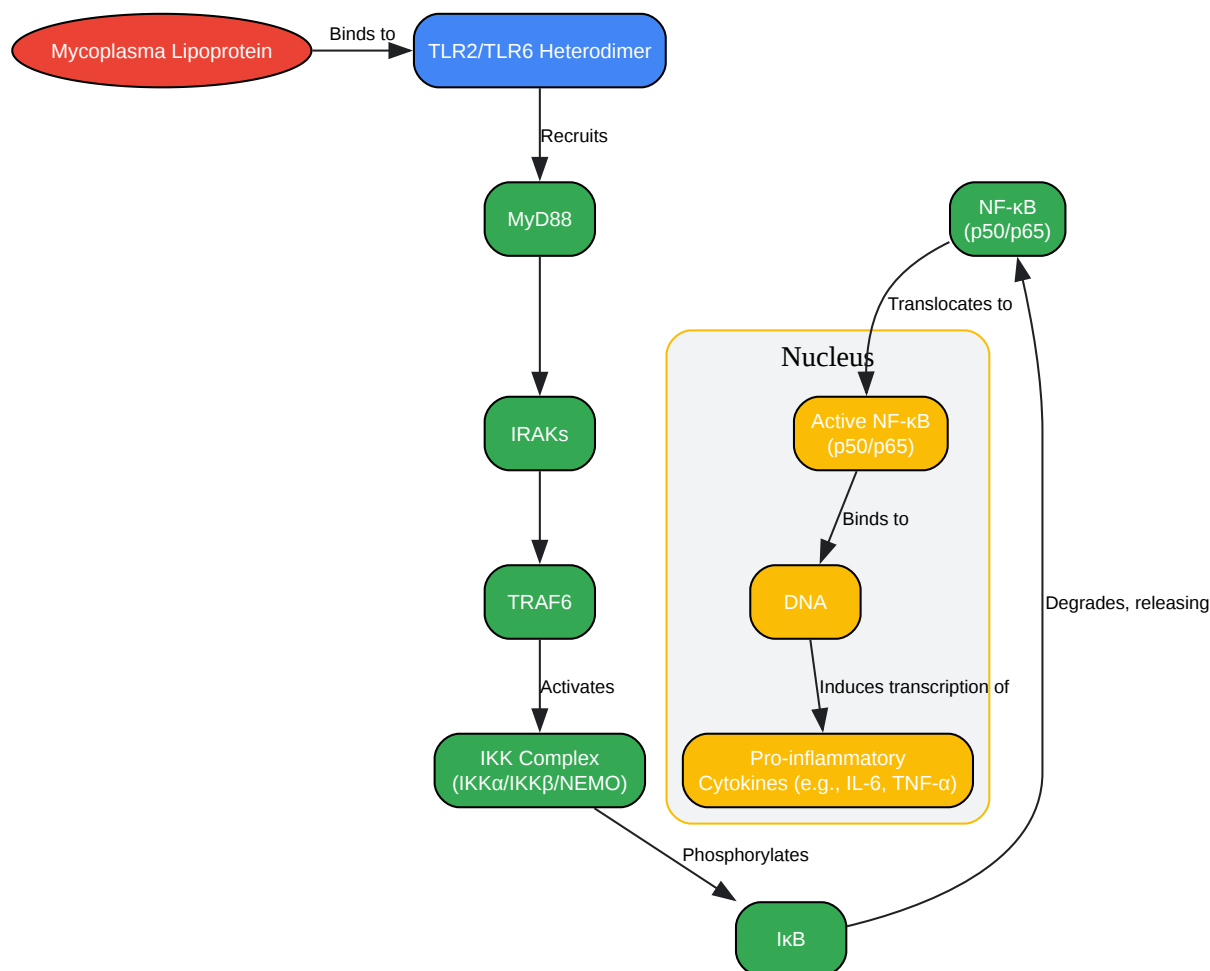 Mycoplasma Lipoprotein
Binds to
TLR2/TLR6 Heterodimer
Recruits
MyD88
NF-κB
(p50/p65)
Translocates to
Nucleus
IRAKs
Active NF-κB
(p50/p65)
Binds to
TRAF6
DNA
Degrades, releasing
Activates
Induces transcription of
IKK Complex
(IKKα/IKKβ/NEMO)
Pro-inflammatory
Cytokines (e.g., IL-6, TNF-α)
Phosphorylates
IκB